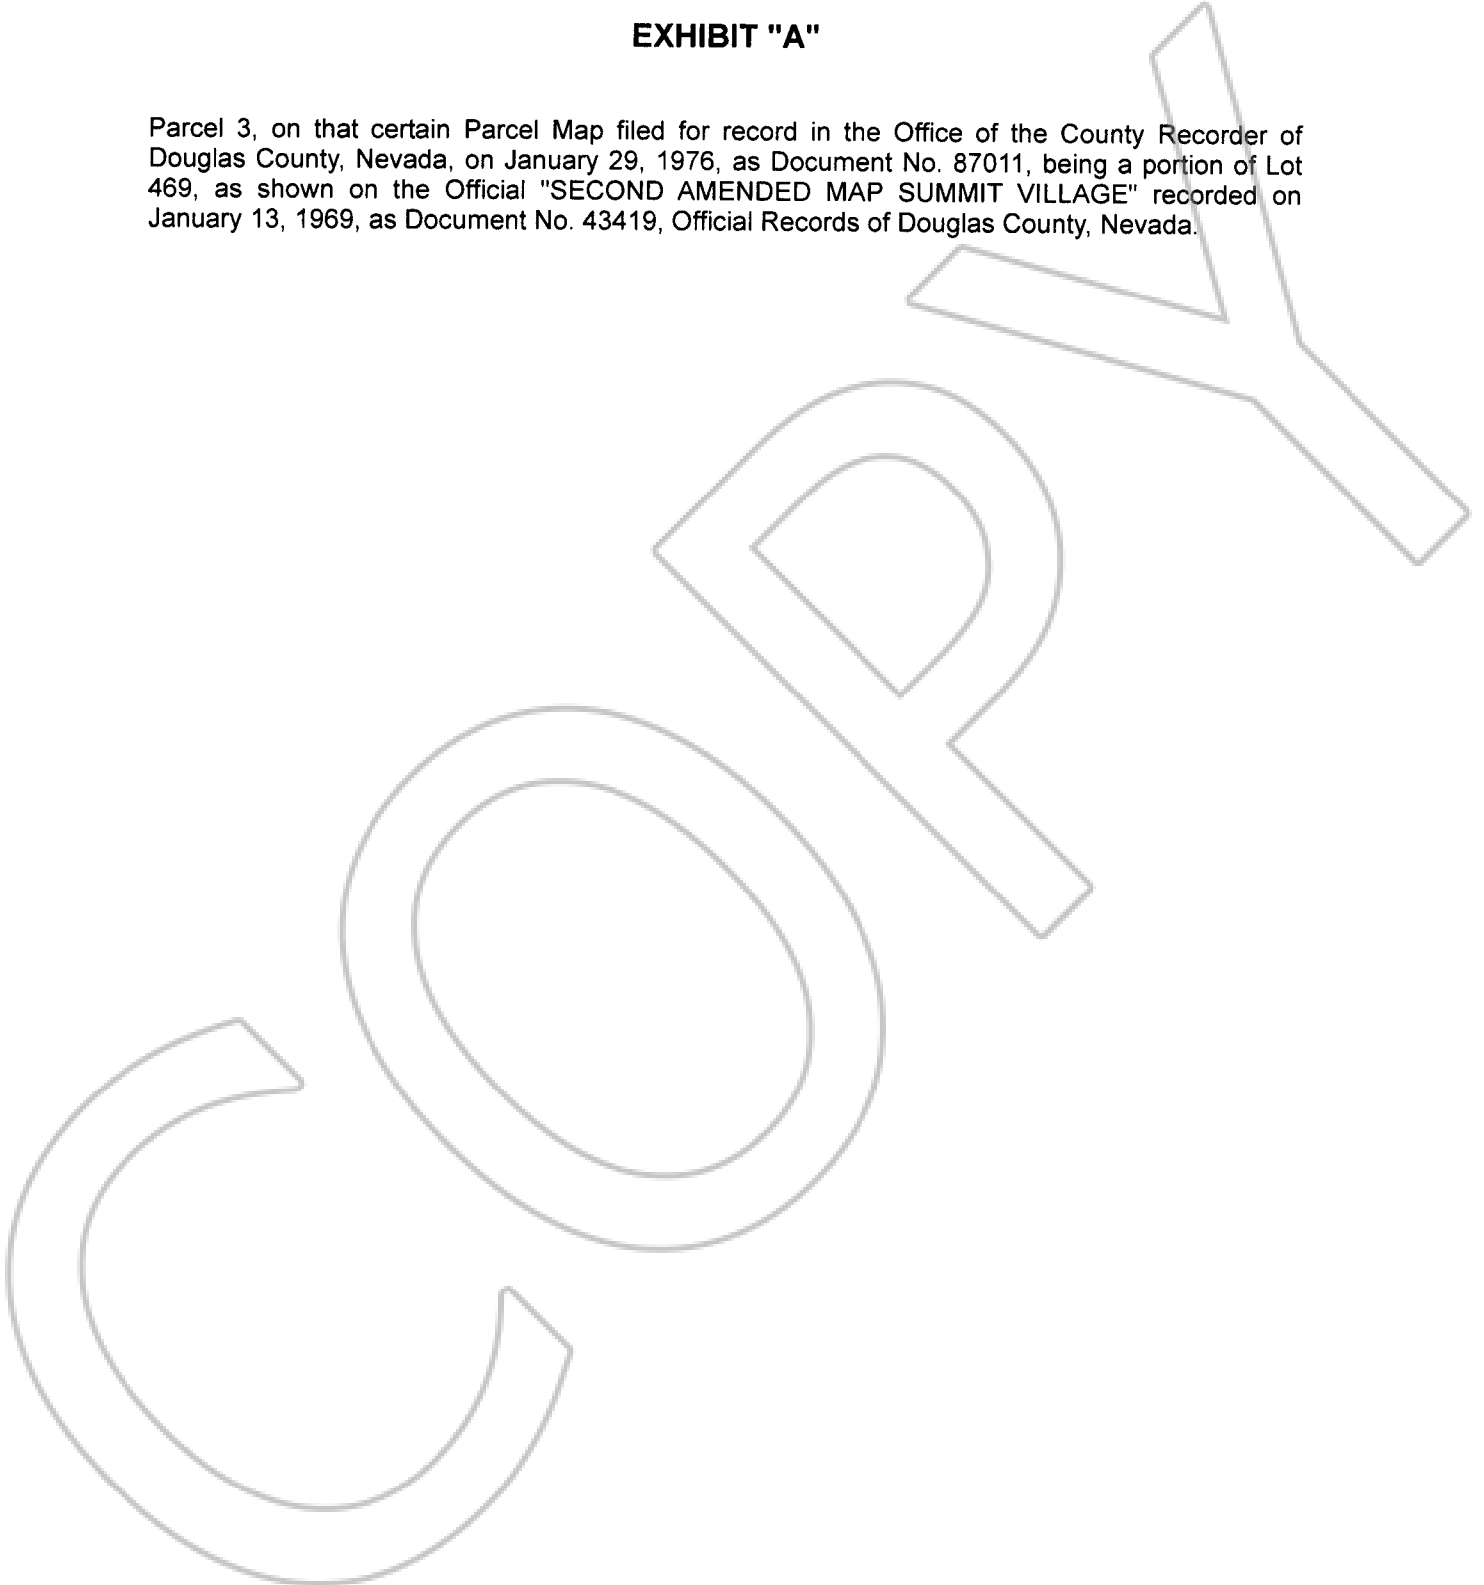 EXHIBIT "A"
Parcel 3, on that certain Parcel Map filed for record in the Office of the County Recorder of
Douglas County, Nevada, on January 29, 1976, as Document No. 87011, being a portion of Lot
469, as shown on the Official "SECOND AMENDED MAP SUMMIT VILLAGE" recorded on
January 13, 1969, as Document No. 43419, Official Records of Douglas County, Nevada.
COPY